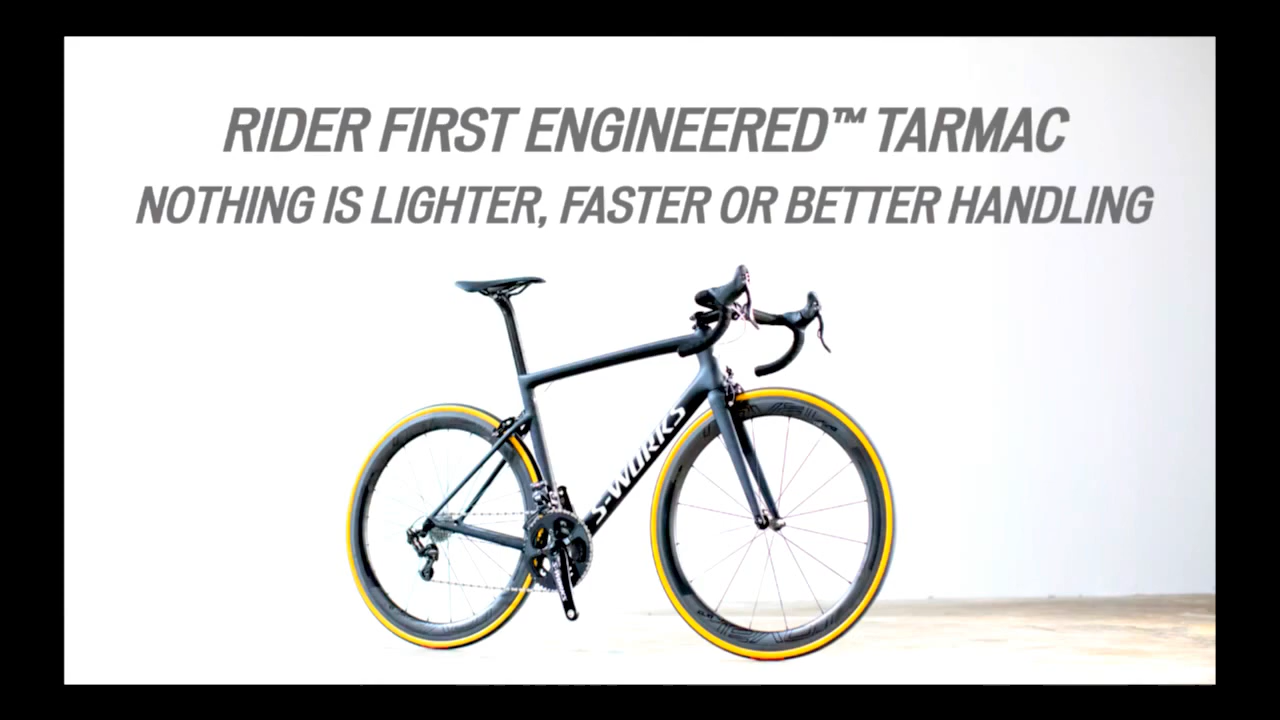 RIDER FIRST ENGINEERED™ TARMAC
NOTHING IS LIGHTER, FASTER OR BETTER HANDLING
S-WORKS